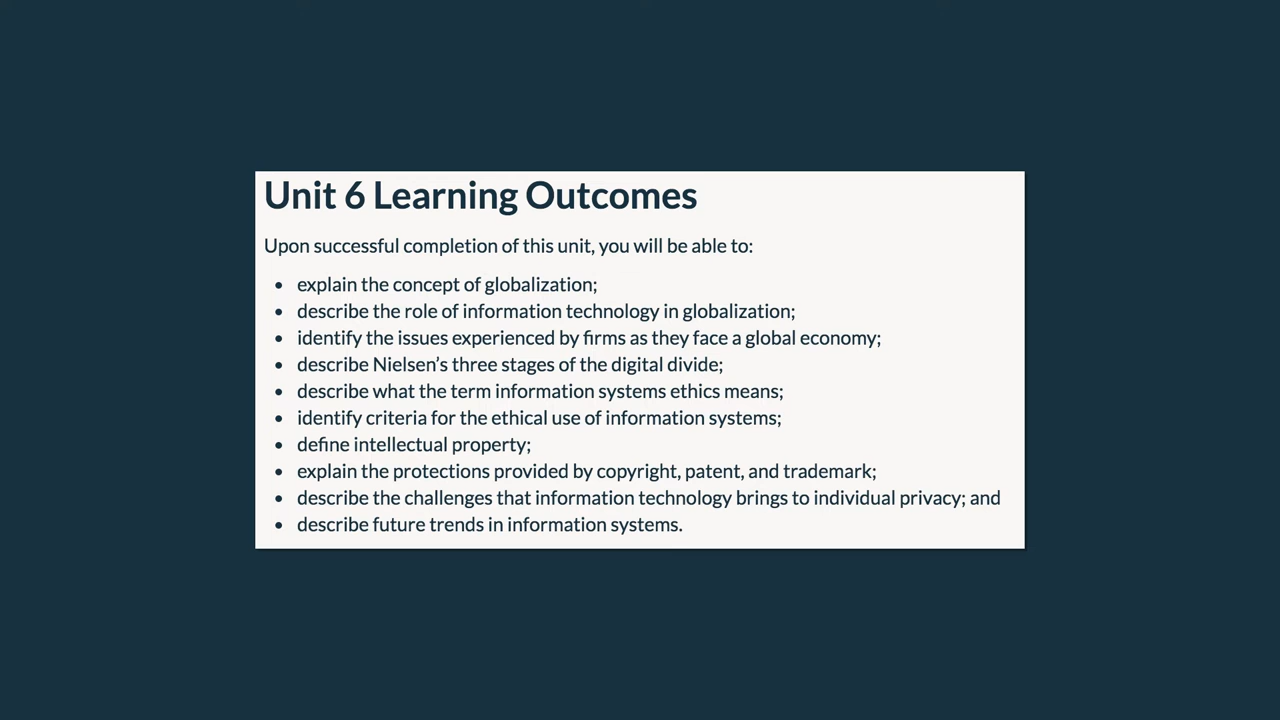 Unit 6 Learning Outcomes
Upon successful completion of this unit, you will be able to:
• explain the concept of globalization;
• describe the role of information technology in globalization;
• identify the issues experienced by firms as they face a global economy;
• describe Nielsen’s three stages of the digital divide;
• describe what the term information systems ethics means;
• identify criteria for the ethical use of information systems;
• define intellectual property;
• explain the protections provided by copyright, patent, and trademark;
• describe the challenges that information technology brings to individual privacy; and
• describe future trends in information systems.